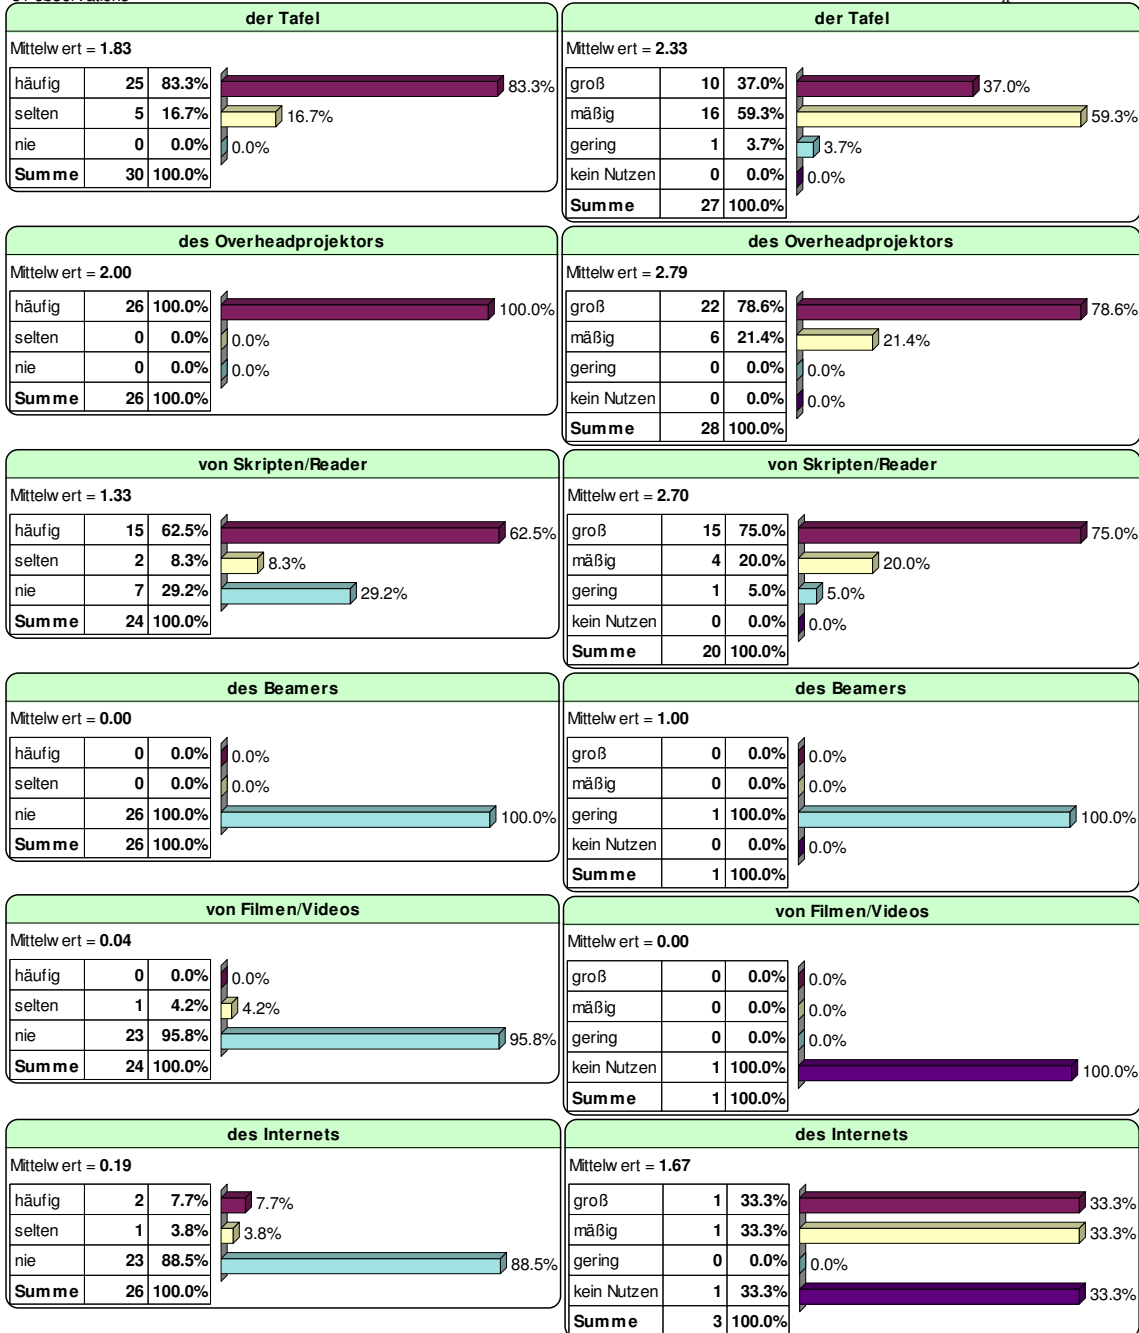 der Tafel
Mittelwert = 1.83
häufig 25 83.3% 83.3%
selten 5 16.7% 16.7%
nie 0 0.0% 0.0%
Summe 30 100.0%
der Tafel
Mittelwert = 2.33
groß 10 37.0% 37.0%
mäßig 16 59.3% 59.3%
gering 1 3.7% 3.7%
kein Nutzen 0 0.0% 0.0%
Summe 27 100.0%
des Overheadprojektors
Mittelwert = 2.00
häufig 26 100.0% 100.0%
selten 0 0.0% 0.0%
nie 0 0.0% 0.0%
Summe 26 100.0%
des Overheadprojektors
Mittelwert = 2.79
groß 22 78.6% 78.6%
mäßig 6 21.4% 21.4%
gering 0 0.0% 0.0%
kein Nutzen 0 0.0% 0.0%
Summe 28 100.0%
von Skripten/Reader
Mittelwert = 1.33
häufig 15 62.5% 62.5%
selten 2 8.3% 8.3%
nie 7 29.2% 29.2%
Summe 24 100.0%
von Skripten/Reader
Mittelwert = 2.70
groß 15 75.0% 75.0%
mäßig 4 20.0% 20.0%
gering 1 5.0% 5.0%
kein Nutzen 0 0.0% 0.0%
Summe 20 100.0%
des Beamers
Mittelwert = 0.00
häufig 0 0.0% 0.0%
selten 0 0.0% 0.0%
nie 26 100.0% 100.0%
Summe 26 100.0%
des Beamers
Mittelwert = 1.00
groß 0 0.0% 0.0%
mäßig 0 0.0% 0.0%
gering 1 100.0% 100.0%
kein Nutzen 0 0.0% 0.0%
Summe 1 100.0%
von Filmen/Videos
Mittelwert = 0.04
häufig 0 0.0% 0.0%
selten 1 4.2% 4.2%
nie 23 95.8% 95.8%
Summe 24 100.0%
von Filmen/Videos
Mittelwert = 0.00
groß 0 0.0% 0.0%
mäßig 0 0.0% 0.0%
gering 0 0.0% 0.0%
kein Nutzen 1 100.0% 100.0%
Summe 1 100.0%
des Internets
Mittelwert = 0.19
häufig 2 7.7% 7.7%
selten 1 3.8% 3.8%
nie 23 88.5% 88.5%
Summe 26 100.0%
des Internets
Mittelwert = 1.67
groß 1 33.3% 33.3%
mäßig 1 33.3% 33.3%
gering 0 0.0% 0.0%
kein Nutzen 1 33.3% 33.3%
Summe 3 100.0%